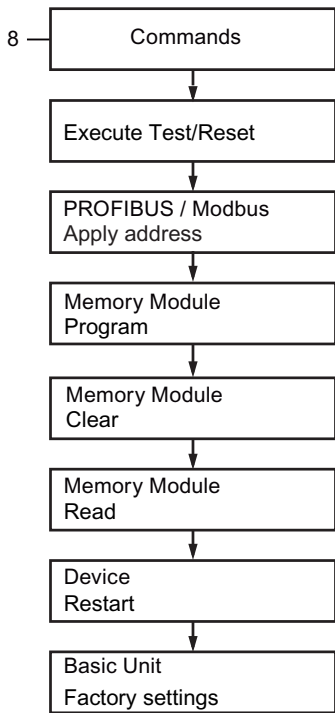 8
Commands
Execute Test/Reset
PROFIBUS / Modbus
Apply address
Memory Module
Program
Memory Module
Clear
Memory Module
Read
Device
Restart
Basic Unit
Factory settings